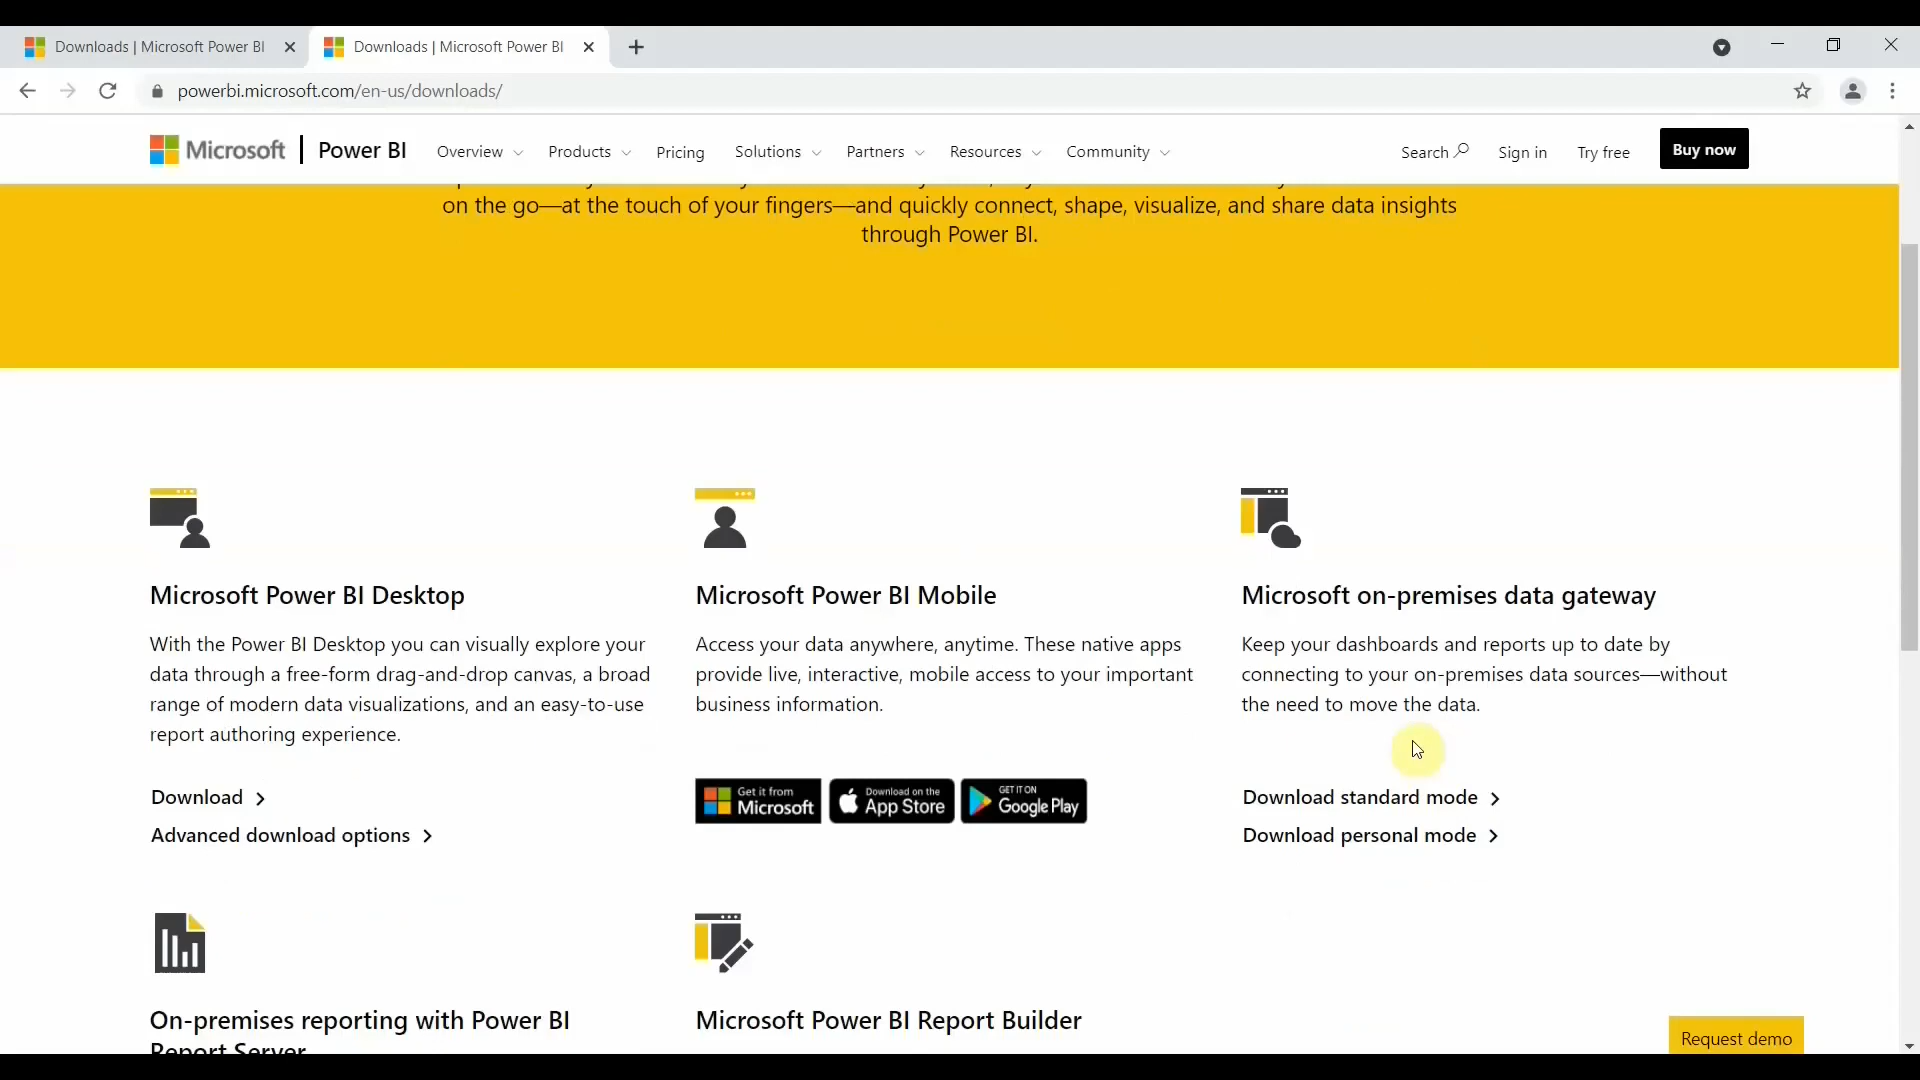 Downloads | Microsoft Power BI
Downloads | Microsoft Power BI
powerbi.microsoft.com/en-us/downloads/
Microsoft
Power BI
Overview
Products
Pricing
Solutions
Partners
Resources
Community
Search
Sign in
Try free
Buy now
on the go—at the touch of your fingers—and quickly connect, shape, visualize, and share data insights
through Power BI.
Microsoft Power BI Desktop
With the Power BI Desktop you can visually explore your
data through a free-form drag-and-drop canvas, a broad
range of modern data visualizations, and an easy-to-use
report authoring experience.
Download
Advanced download options
Microsoft Power BI Mobile
Access your data anywhere, anytime. These native apps
provide live, interactive, mobile access to your important
business information.
Get it from
Microsoft
Download on the
App Store
GET IT ON
Google Play
Microsoft on-premises data gateway
Keep your dashboards and reports up to date by
connecting to your on-premises data sources—without
the need to move the data.
Download standard mode
Download personal mode
On-premises reporting with Power BI
Report Server
Microsoft Power BI Report Builder
Request demo